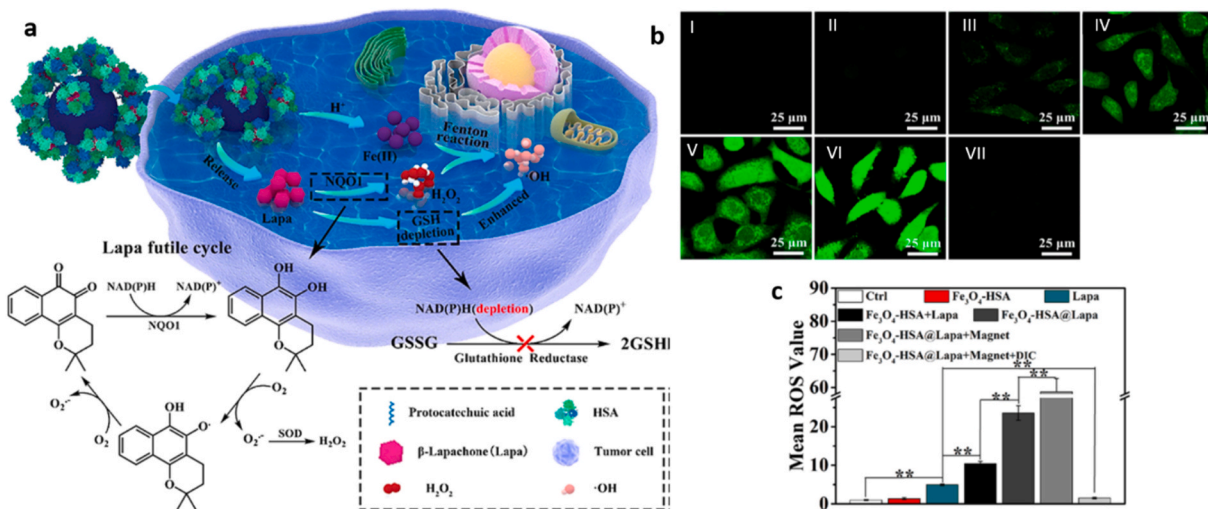 a
H⁺
Release
Fe(II)
Fenton
reaction
NQO1
Lapa
H₂O₂
·OH
GSH
depletion
Enhanced
Lapa futile cycle
NAD(P)H
NAD(P)⁺
NQO1
O
O
O
OH
OH
O
O₂
O₂·⁻
SOD
H₂O₂
O₂·⁻
O₂
OH
O·
O
NAD(P)H(depletion)
NAD(P)⁺
GSSG
Glutathione Reductase
2GSH
Protocatechuic acid
HSA
β-Lapachone (Lapa)
Tumor cell
H₂O₂
·OH
b
I
25 μm
II
25 μm
III
25 μm
IV
25 μm
V
25 μm
VI
25 μm
VII
25 μm
c
Mean ROS Value
90
80
70
60
20
10
0
Ctrl
Fe₃O₄-HSA
Lapa
Fe₃O₄-HSA+Lapa
Fe₃O₄-HSA@Lapa
Fe₃O₄-HSA@Lapa+Magnet
Fe₃O₄-HSA@Lapa+Magnet+DIC
**
**
**
**
**